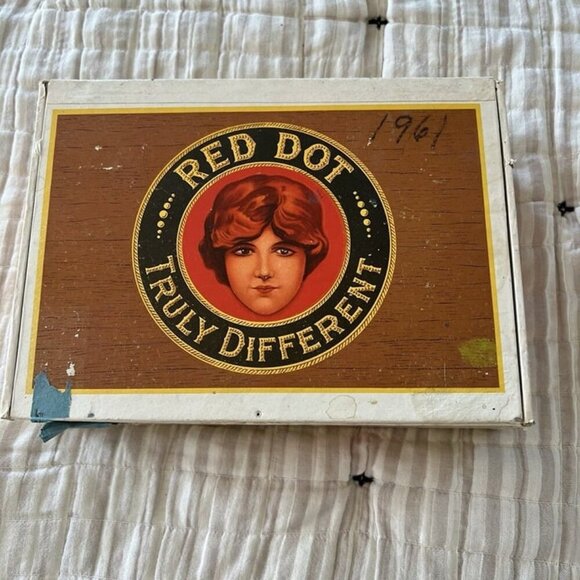 1961
RED DOT
TRULY DIFFERENT